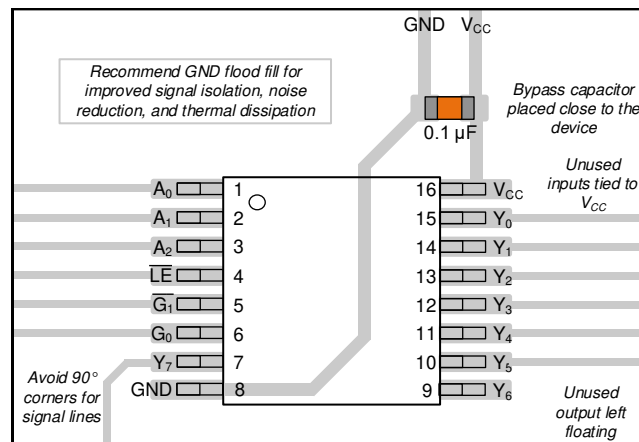 GND VCC
Recommend GND flood fill for
improved signal isolation, noise
reduction, and thermal dissipation
0.1 µF
Bypass capacitor
placed close to the
device
Unused
inputs tied to
VCC
A0 1 16 VCC
A1 2 15 Y0
A2 3 14 Y1
L̅E̅ 4 13 Y2
G̅1̅ 5 12 Y3
G0 6 11 Y4
Y7 7 10 Y5
GND 8 9 Y6
Avoid 90°
corners for
signal lines
Unused
output left
floating